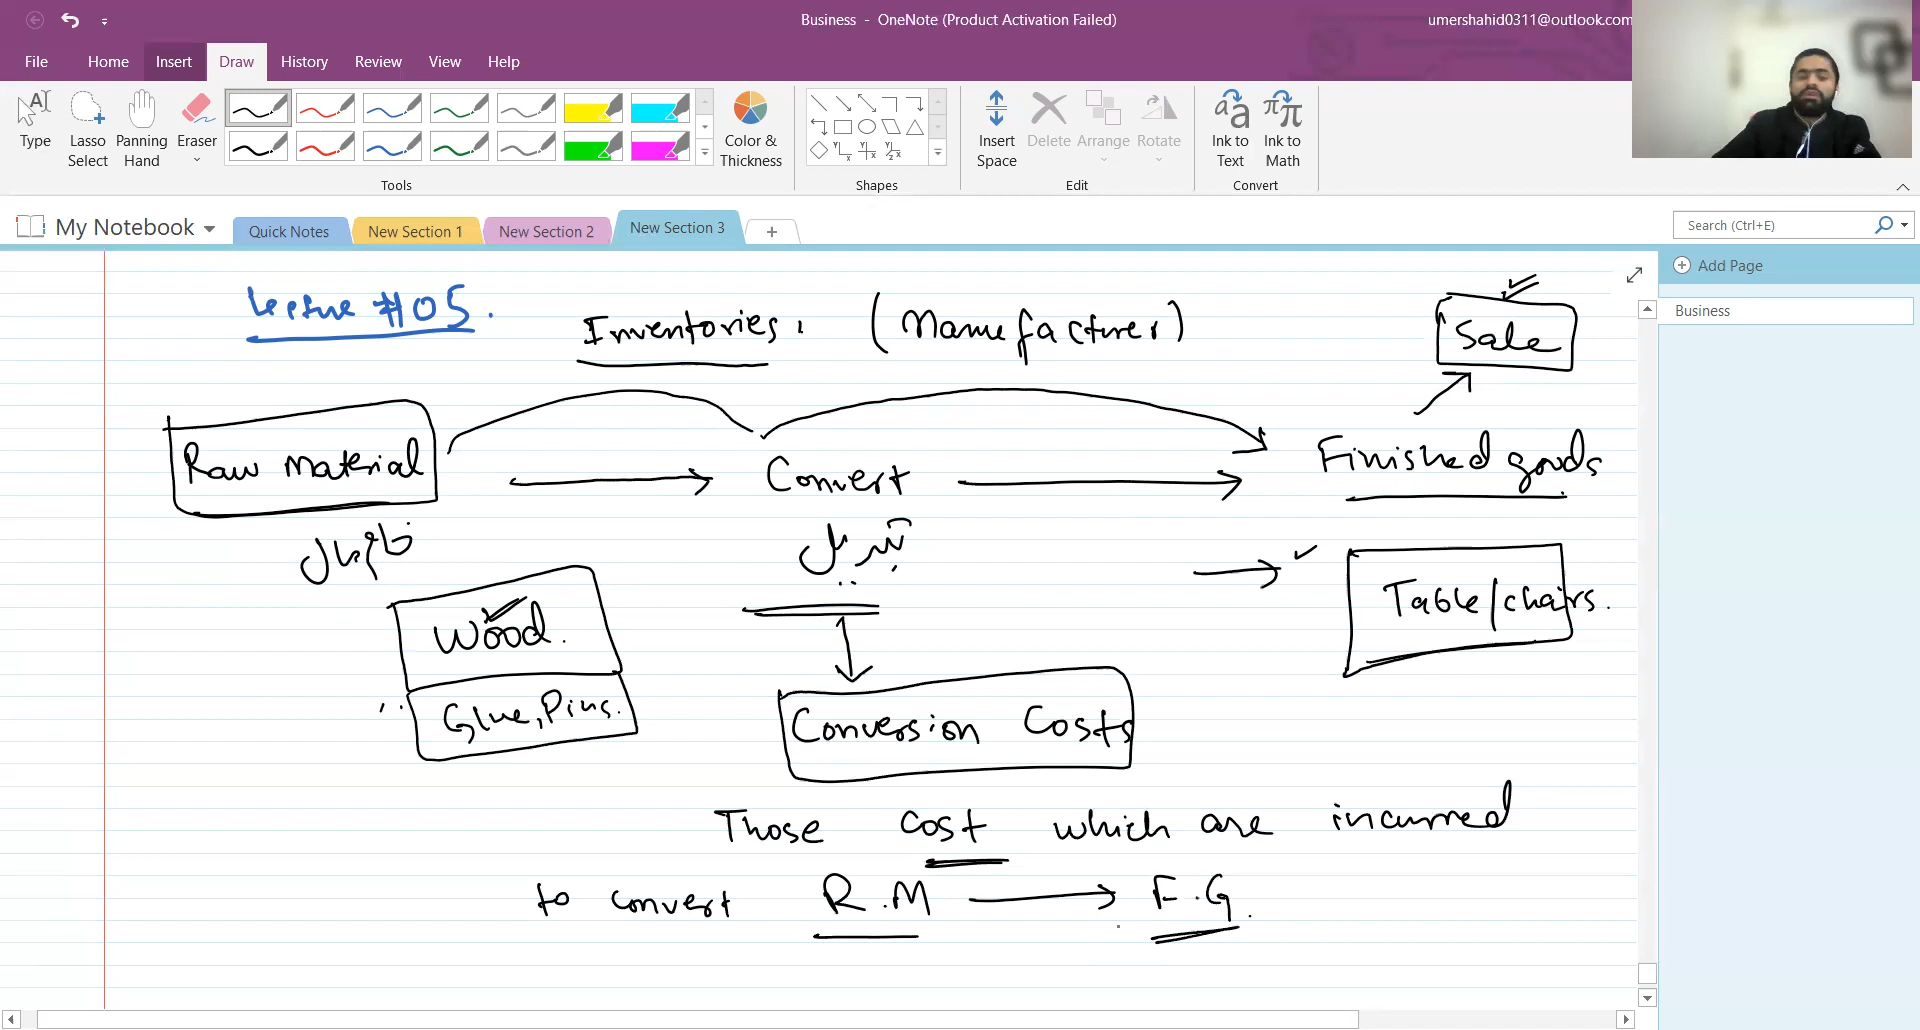 Business - OneNote (Product Activation Failed)
umershahid0311@outlook.com
File Home Insert Draw History Review View Help
Type
Lasso Select
Panning Hand
Eraser
Color & Thickness
Insert Space
Delete
Arrange
Rotate
Ink to Text
Ink to Math
Tools
Shapes
Edit
Convert
My Notebook
Quick Notes
New Section 1
New Section 2
New Section 3
Search (Ctrl+E)
Add Page
Business
Lecture #05.
Inventories. (Manufacturer)
Sale
Raw Material
Convert
Finished goods
خام مال
تبدیل
Wood.
Table/chairs.
Glue, Pins.
Conversion Costs
Those cost which are incurred
to convert R.M → F.G.